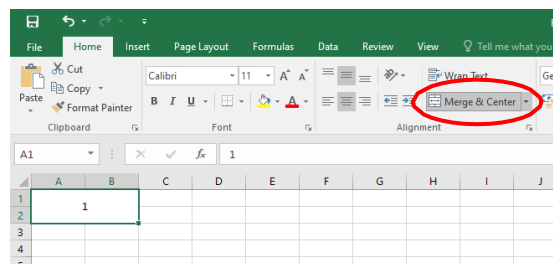 File Home Insert Page Layout Formulas Data Review View Tell me what you
Cut
Copy
Format Painter
Paste
Clipboard
Calibri 11 A A
B I U A
Font
Wrap Text
Merge & Center
Alignment
Ge
A1 fx 1
A B C D E F G H I J
1
2
3
4
1